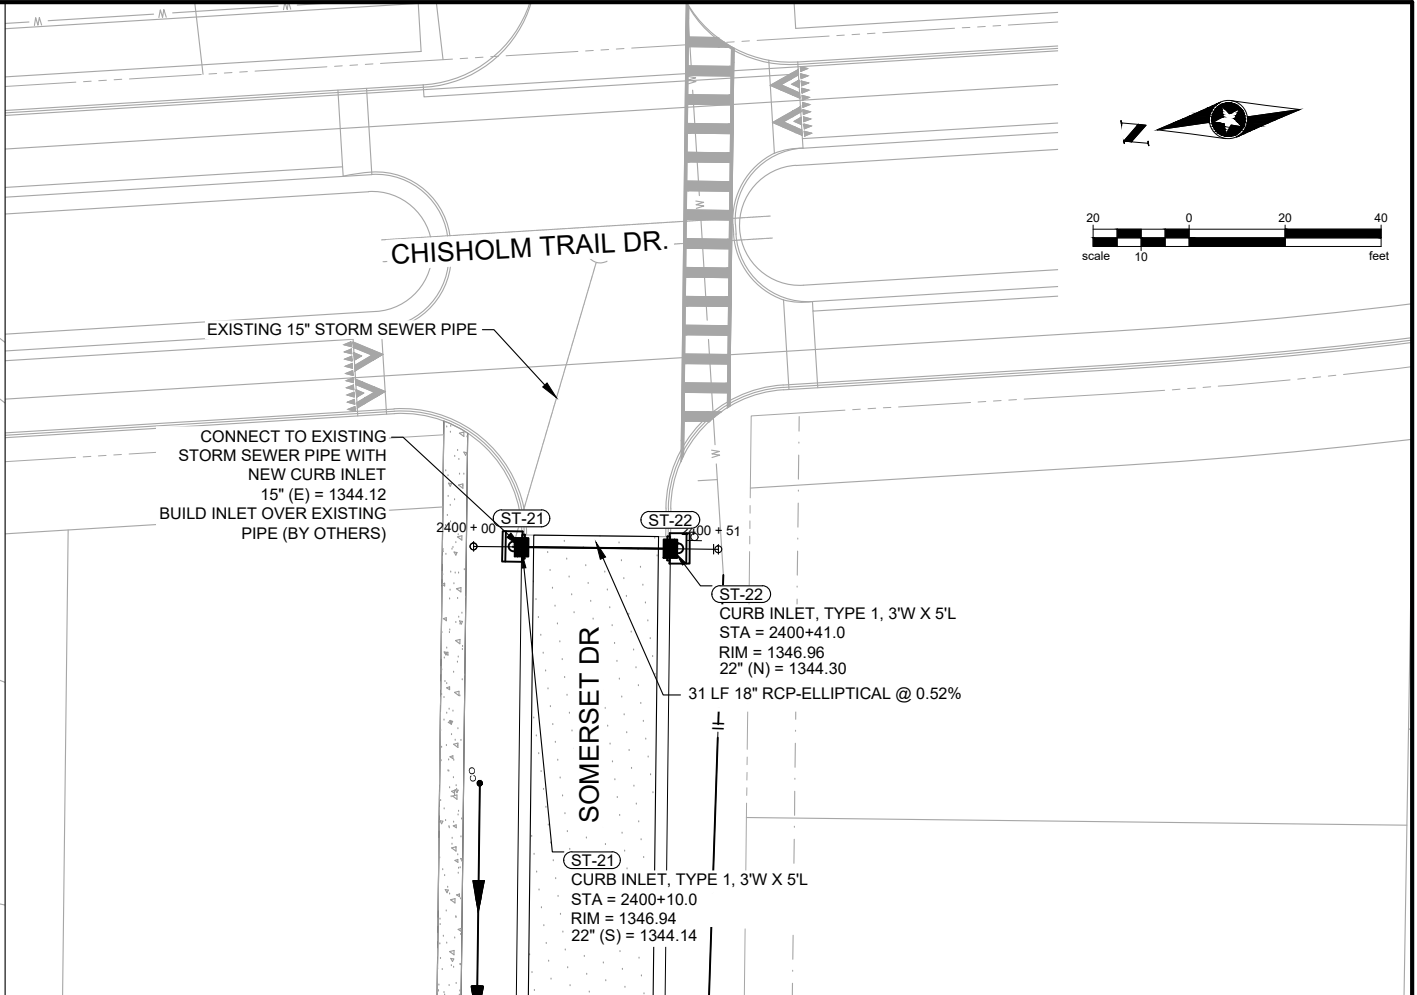 W
W
W
N
W
20 0 20 40
scale 10 feet
W
CHISHOLM TRAIL DR.
EXISTING 15" STORM SEWER PIPE
CONNECT TO EXISTING
STORM SEWER PIPE WITH
NEW CURB INLET
15" (E) = 1344.12
BUILD INLET OVER EXISTING
PIPE (BY OTHERS)
W
ST-21
ST-22
2400 + 00
2400 + 51
ST-22
CURB INLET, TYPE 1, 3'W X 5'L
STA = 2400+41.0
RIM = 1346.96
22" (N) = 1344.30
31 LF 18" RCP-ELLIPTICAL @ 0.52%
SOMERSET DR
CO
ST-21
CURB INLET, TYPE 1, 3'W X 5'L
STA = 2400+10.0
RIM = 1346.94
22" (S) = 1344.14